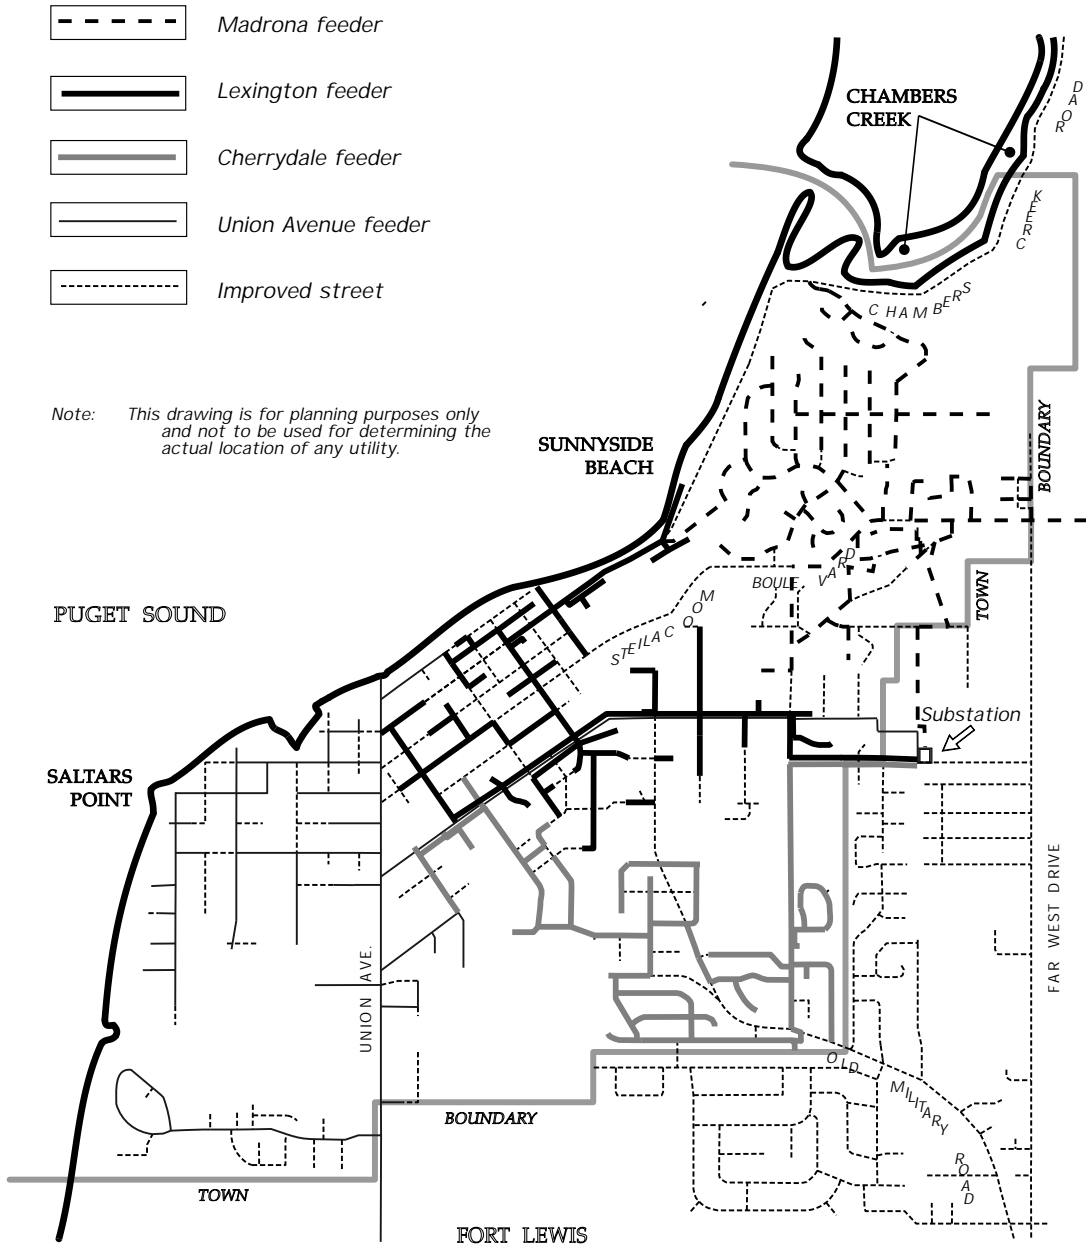 Madrona feeder
Lexington feeder
Cherrydale feeder
Union Avenue feeder
Improved street
Note: This drawing is for planning purposes only
and not to be used for determining the
actual location of any utility.
CHAMBERS
CREEK
ROAD
CREEK
CHAMBERS
SUNNYSIDE
BEACH
BOUNDARY
PUGET SOUND
STEILACOOM
BOULEVARD
TOWN
Substation
SALTARS
POINT
UNION AVE.
FAR WEST DRIVE
OLD
MILITARY
ROAD
BOUNDARY
TOWN
FORT LEWIS